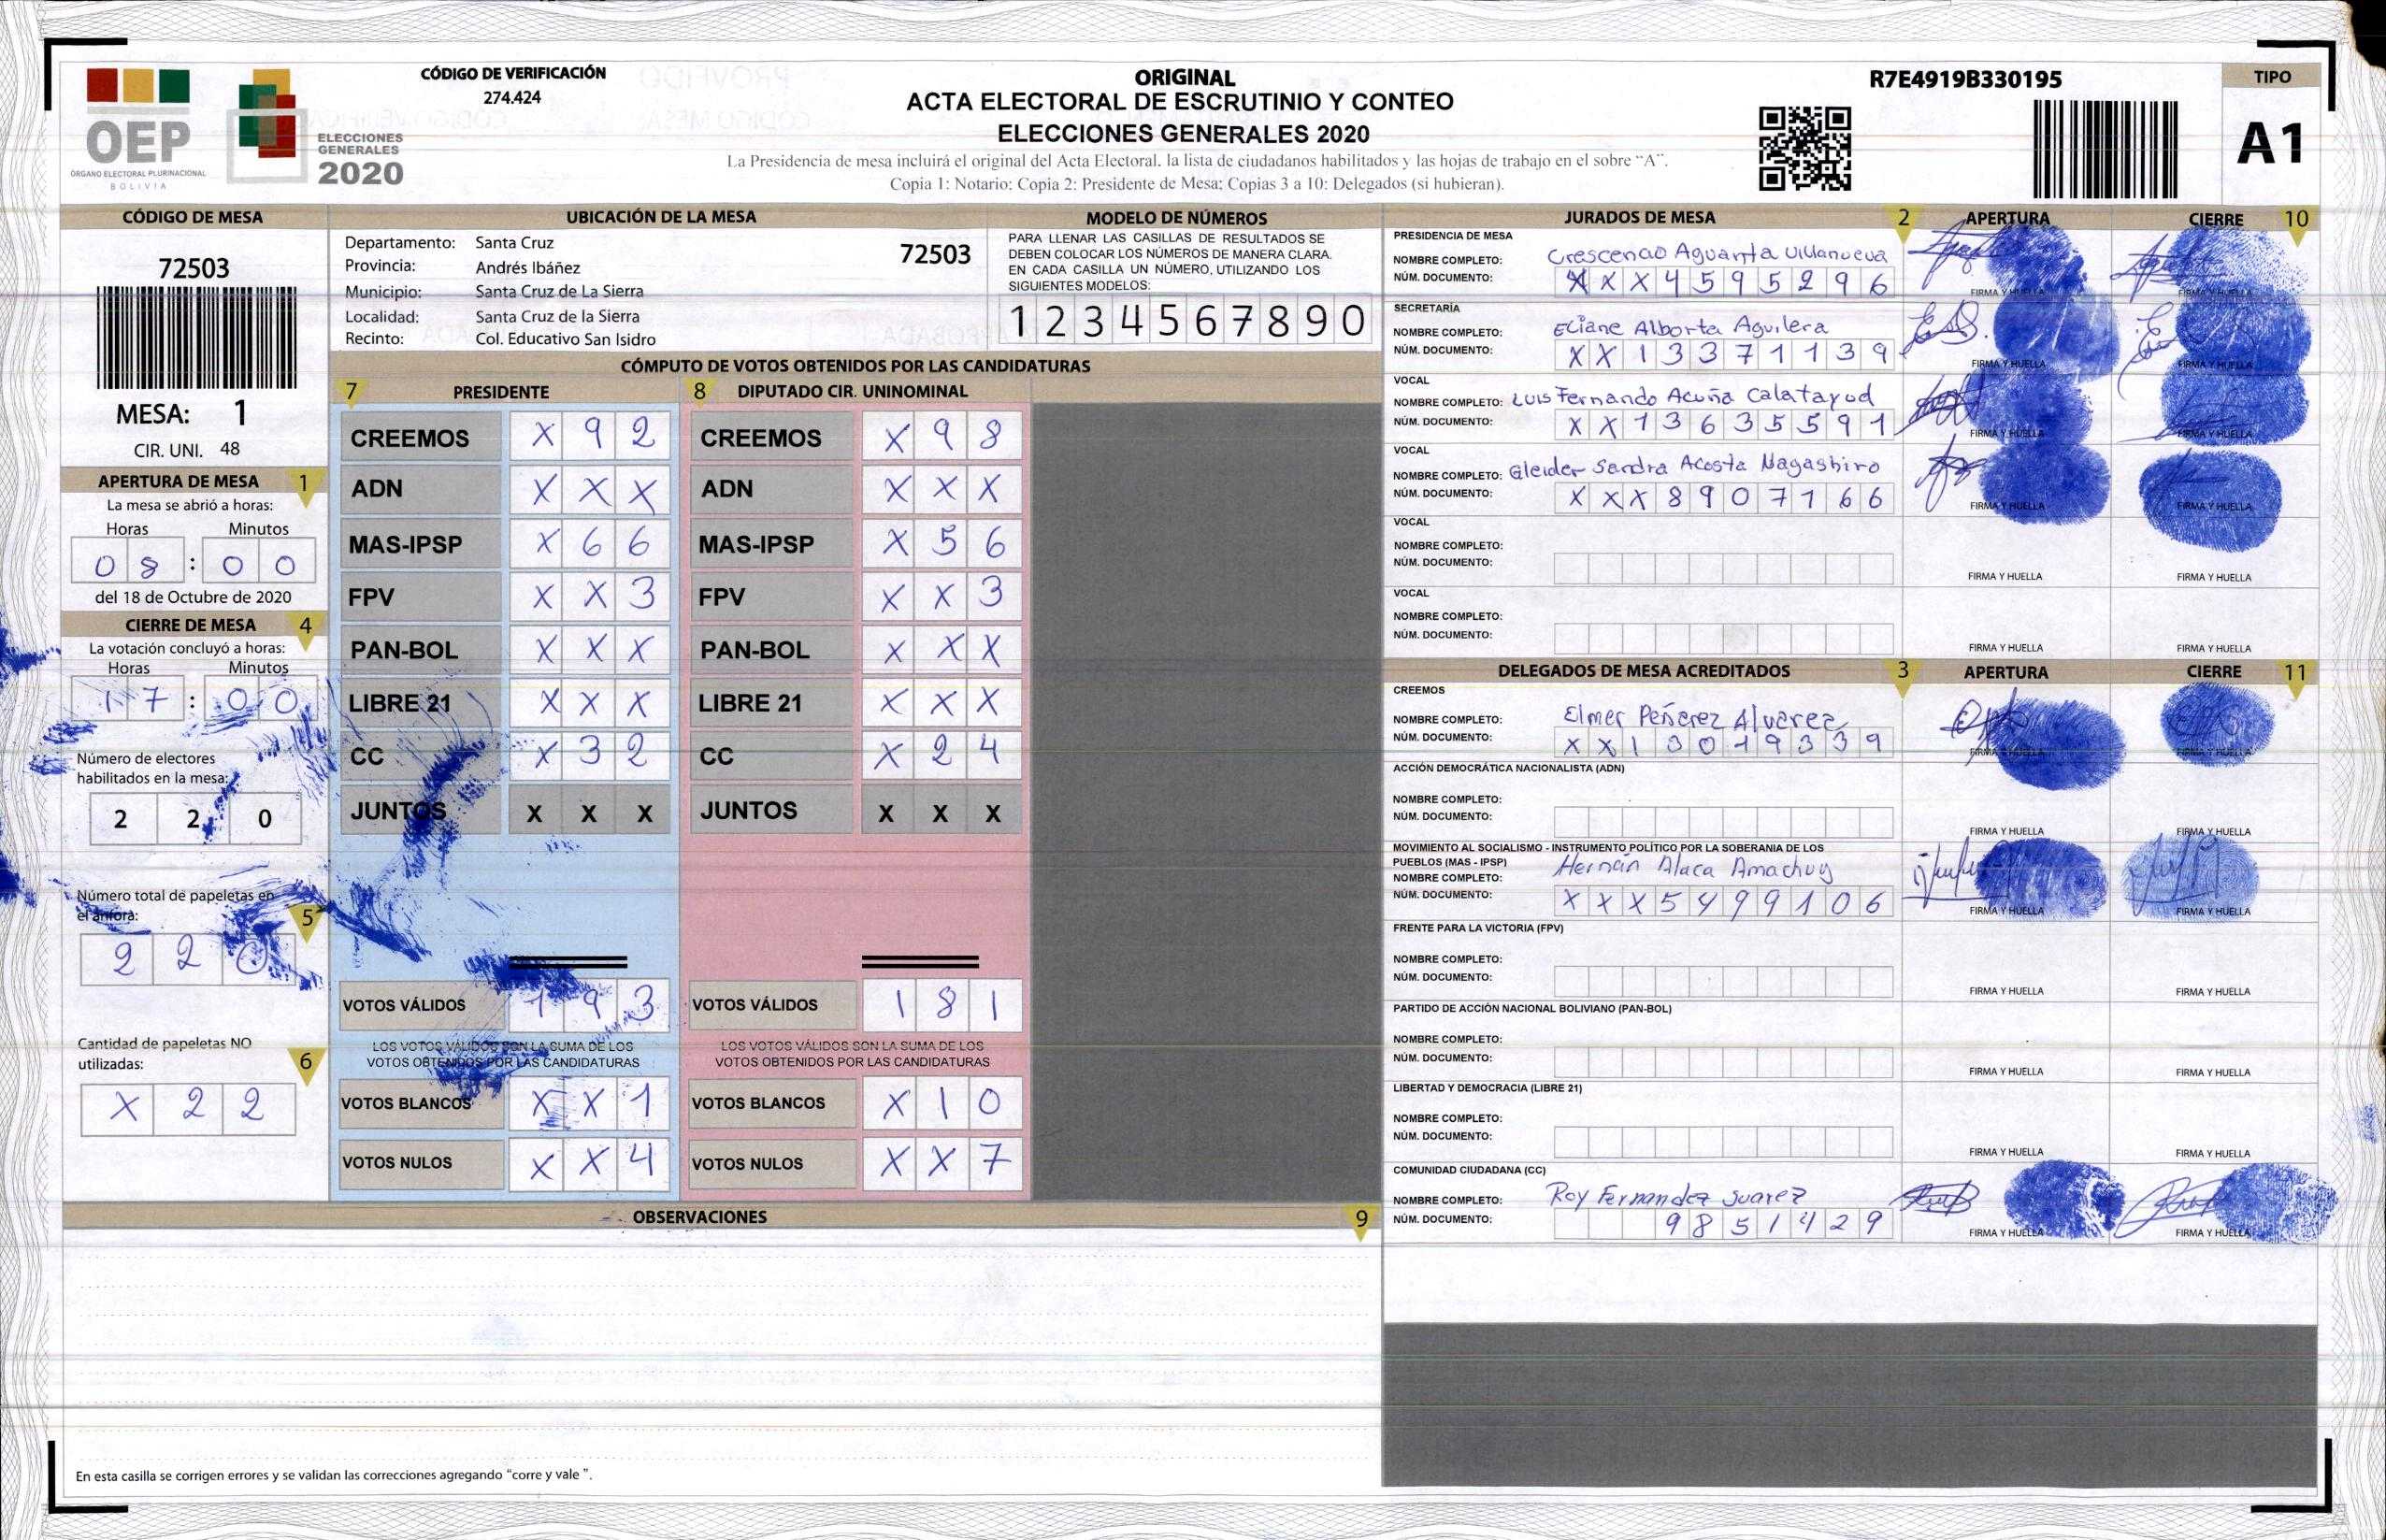 CÓDIGO DE VERIFICACIÓN
274.424
OEP
ÓRGANO ELECTORAL PLURINACIONAL
BOLIVIA
ELECCIONES
GENERALES
2020
ORIGINAL
ACTA ELECTORAL DE ESCRUTINIO Y CONTEO
ELECCIONES GENERALES 2020
La Presidencia de mesa incluirá el original del Acta Electoral. la lista de ciudadanos habilitados y las hojas de trabajo en el sobre "A".
Copia 1: Notario: Copia 2: Presidente de Mesa: Copias 3 a 10: Delegados (si hubieran).
R7E4919B330195
TIPO
A1
CÓDIGO DE MESA
72503
MESA: 1
CIR. UNI. 48
APERTURA DE MESA 1
La mesa se abrió a horas:
Horas Minutos
0 8 : 0 0
del 18 de Octubre de 2020
CIERRE DE MESA 4
La votación concluyó a horas:
Horas Minutos
1 7 : 0 0
Número de electores
habilitados en la mesa:
2 2 0
Número total de papeletas en
el ánfora: 5
2 2 0
Cantidad de papeletas NO
utilizadas: 6
X 2 2
UBICACIÓN DE LA MESA
Departamento: Santa Cruz 72503
Provincia: Andrés Ibáñez
Municipio: Santa Cruz de La Sierra
Localidad: Santa Cruz de la Sierra
Recinto: Col. Educativo San Isidro
MODELO DE NÚMEROS
PARA LLENAR LAS CASILLAS DE RESULTADOS SE
DEBEN COLOCAR LOS NÚMEROS DE MANERA CLARA.
EN CADA CASILLA UN NÚMERO, UTILIZANDO LOS
SIGUIENTES MODELOS:
1 2 3 4 5 6 7 8 9 0
CÓMPUTO DE VOTOS OBTENIDOS POR LAS CANDIDATURAS
7 PRESIDENTE
CREEMOS X 9 2
ADN X X X
MAS-IPSP X 6 6
FPV X X 3
PAN-BOL X X X
LIBRE 21 X X X
CC X 3 2
JUNTOS X X X
VOTOS VÁLIDOS 1 9 3
LOS VOTOS VÁLIDOS SON LA SUMA DE LOS
VOTOS OBTENIDOS POR LAS CANDIDATURAS
VOTOS BLANCOS X X 1
VOTOS NULOS X X 4
8 DIPUTADO CIR. UNINOMINAL
CREEMOS X 9 8
ADN X X X
MAS-IPSP X 5 6
FPV X X 3
PAN-BOL X X X
LIBRE 21 X X X
CC X 2 4
JUNTOS X X X
VOTOS VÁLIDOS 1 8 1
LOS VOTOS VÁLIDOS SON LA SUMA DE LOS
VOTOS OBTENIDOS POR LAS CANDIDATURAS
VOTOS BLANCOS X 1 0
VOTOS NULOS X X 7
OBSERVACIONES 9
En esta casilla se corrigen errores y se validan las correcciones agregando "corre y vale ".
JURADOS DE MESA 2 APERTURA CIERRE 10
PRESIDENCIA DE MESA
NOMBRE COMPLETO: Crescencio Aguanta Villanueva
NÚM. DOCUMENTO: X X X 4 5 9 5 2 9 6
FIRMA Y HUELLA FIRMA Y HUELLA
SECRETARÍA
NOMBRE COMPLETO: Eliane Alborta Aguilera
NÚM. DOCUMENTO: X X 1 3 3 7 1 1 3 9
FIRMA Y HUELLA FIRMA Y HUELLA
VOCAL
NOMBRE COMPLETO: Luis Fernando Acuña Calatayud
NÚM. DOCUMENTO: X X 1 3 6 3 5 5 9 1
FIRMA Y HUELLA FIRMA Y HUELLA
VOCAL
NOMBRE COMPLETO: Gleider Sandra Acosta Nagashiro
NÚM. DOCUMENTO: X X X 8 9 0 7 1 6 6
FIRMA Y HUELLA FIRMA Y HUELLA
VOCAL
NOMBRE COMPLETO:
NÚM. DOCUMENTO:
FIRMA Y HUELLA FIRMA Y HUELLA
VOCAL
NOMBRE COMPLETO:
NÚM. DOCUMENTO:
FIRMA Y HUELLA FIRMA Y HUELLA
DELEGADOS DE MESA ACREDITADOS 3 APERTURA CIERRE 11
CREEMOS
NOMBRE COMPLETO: Elmer Alvarez
NÚM. DOCUMENTO: X X 1 3 0 1 9 3 3 9
FIRMA Y HUELLA FIRMA Y HUELLA
ACCIÓN DEMOCRÁTICA NACIONALISTA (ADN)
NOMBRE COMPLETO:
NÚM. DOCUMENTO:
FIRMA Y HUELLA FIRMA Y HUELLA
MOVIMIENTO AL SOCIALISMO - INSTRUMENTO POLÍTICO POR LA SOBERANIA DE LOS
PUEBLOS (MAS - IPSP)
NOMBRE COMPLETO: Hernán Alaca Amachuy
NÚM. DOCUMENTO: X X X 5 4 9 9 1 0 6
FIRMA Y HUELLA FIRMA Y HUELLA
FRENTE PARA LA VICTORIA (FPV)
NOMBRE COMPLETO:
NÚM. DOCUMENTO:
FIRMA Y HUELLA FIRMA Y HUELLA
PARTIDO DE ACCIÓN NACIONAL BOLIVIANO (PAN-BOL)
NOMBRE COMPLETO:
NÚM. DOCUMENTO:
FIRMA Y HUELLA FIRMA Y HUELLA
LIBERTAD Y DEMOCRACIA (LIBRE 21)
NOMBRE COMPLETO:
NÚM. DOCUMENTO:
FIRMA Y HUELLA FIRMA Y HUELLA
COMUNIDAD CIUDADANA (CC)
NOMBRE COMPLETO: Roy Fernandez Suarez
NÚM. DOCUMENTO: 9 8 5 1 4 2 9
FIRMA Y HUELLA FIRMA Y HUELLA